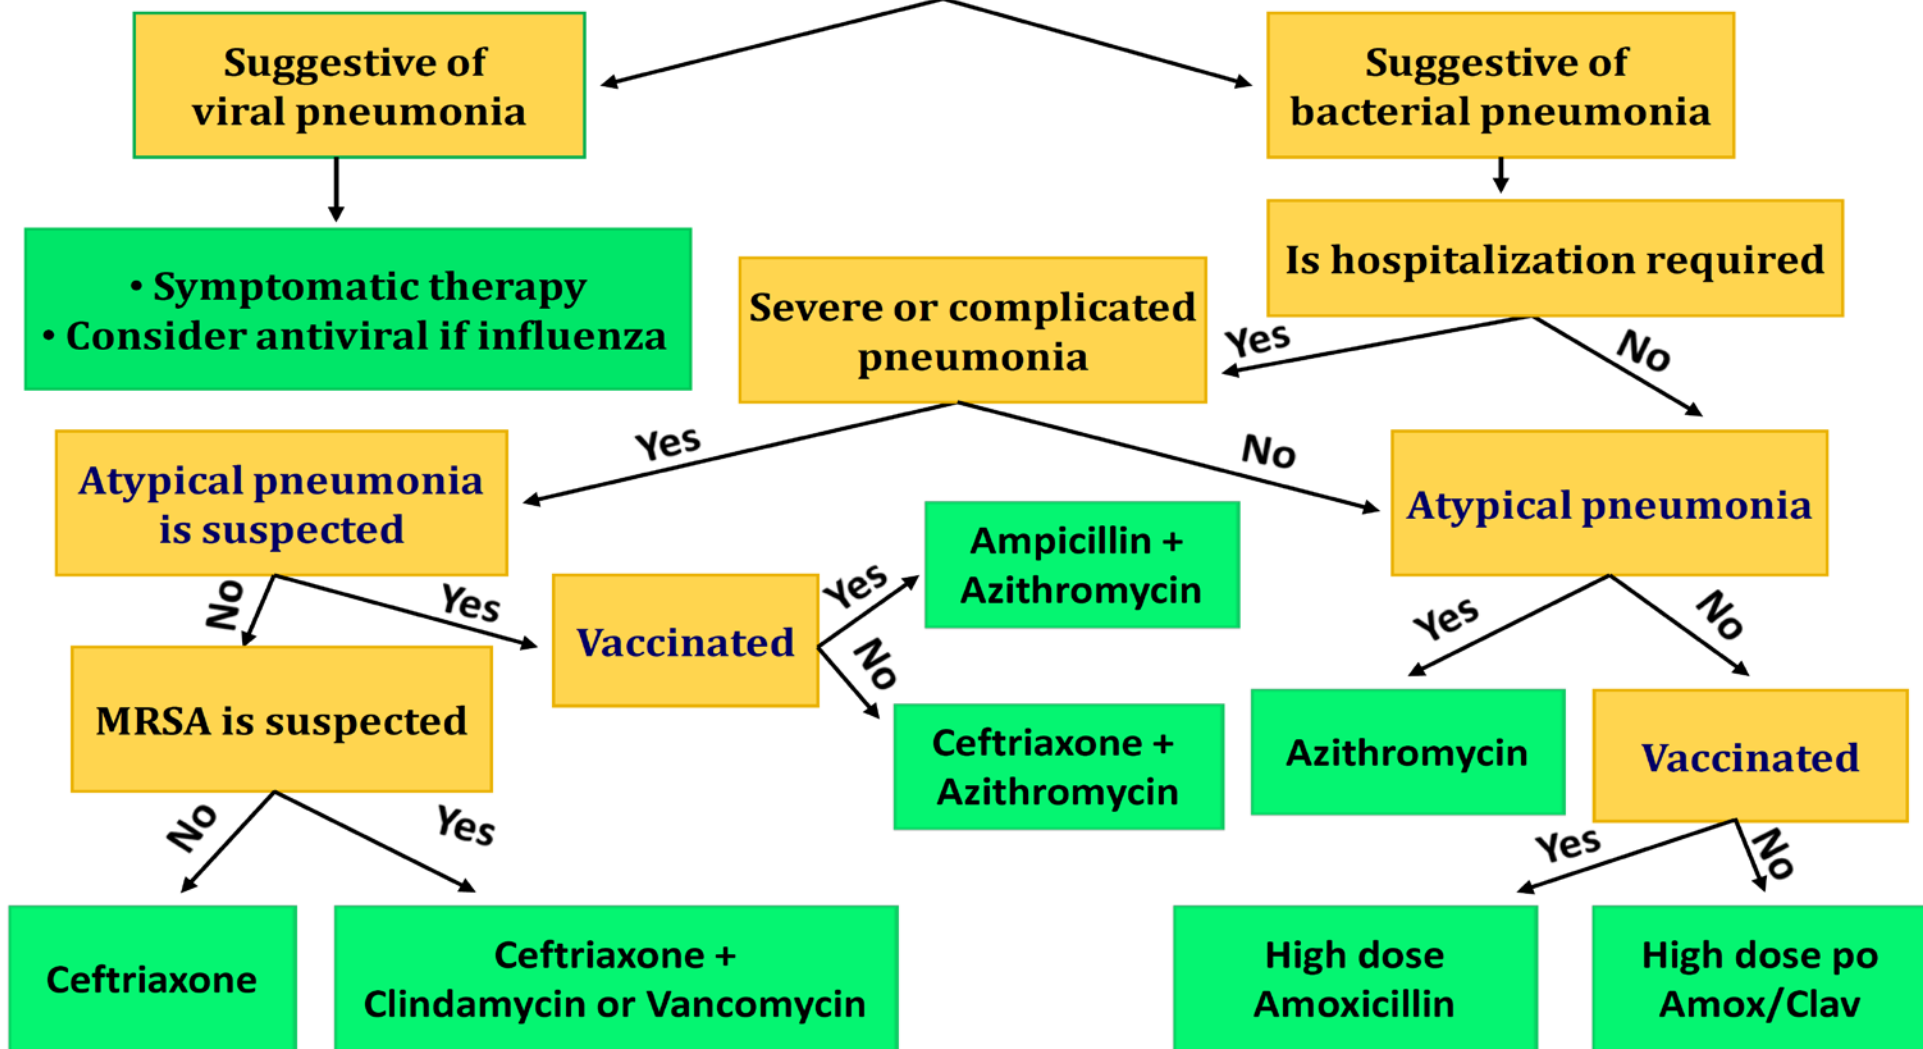 Suggestive of
viral pneumonia
Suggestive of
bacterial pneumonia
• Symptomatic therapy
• Consider antiviral if influenza
Is hospitalization required
Severe or complicated
pneumonia
Yes
No
Yes
No
Atypical pneumonia
is suspected
Atypical pneumonia
No
Yes
Vaccinated
Yes
No
Ampicillin +
Azithromycin
Ceftriaxone +
Azithromycin
Yes
No
MRSA is suspected
Azithromycin
Vaccinated
No
Yes
Yes
No
Ceftriaxone
Ceftriaxone +
Clindamycin or Vancomycin
High dose
Amoxicillin
High dose po
Amox/Clav